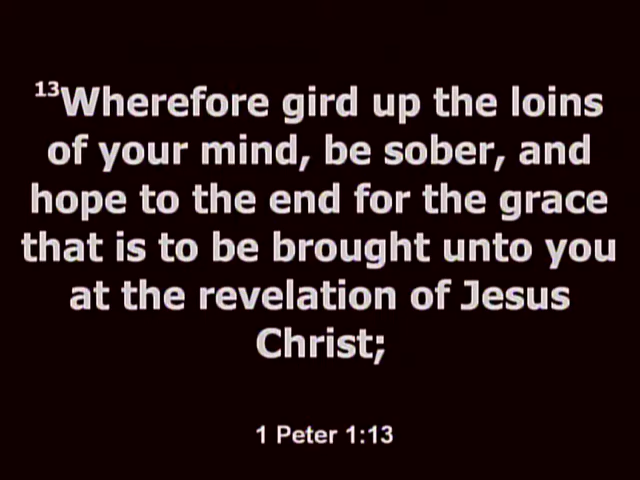 13Wherefore gird up the loins
of your mind, be sober, and
hope to the end for the grace
that is to be brought unto you
at the revelation of Jesus
Christ;
1 Peter 1:13